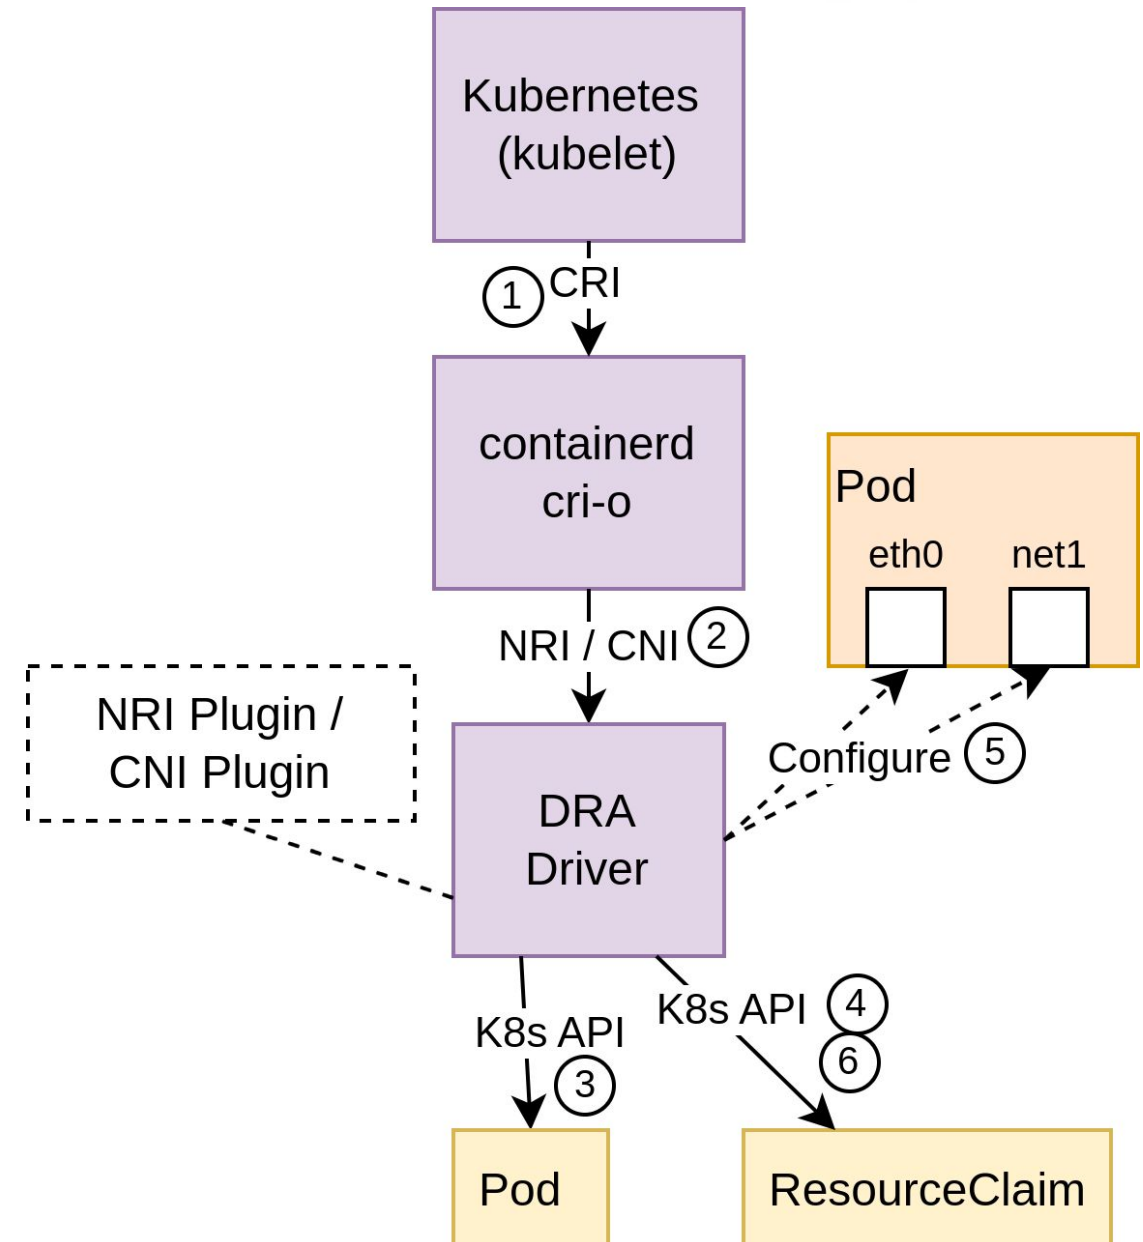 Kubernetes
(kubelet)
1
CRI
containerd
cri-o
Pod
eth0
net1
NRI / CNI
2
NRI Plugin /
CNI Plugin
Configure
5
DRA
Driver
K8s API
4
K8s API
6
3
Pod
ResourceClaim